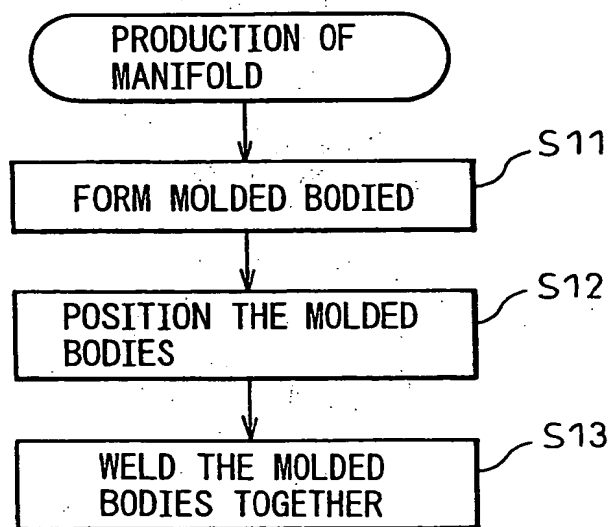 PRODUCTION OF
MANIFOLD
S11
FORM MOLDED BODIED
S12
POSITION THE MOLDED
BODIES
S13
WELD THE MOLDED
BODIES TOGETHER